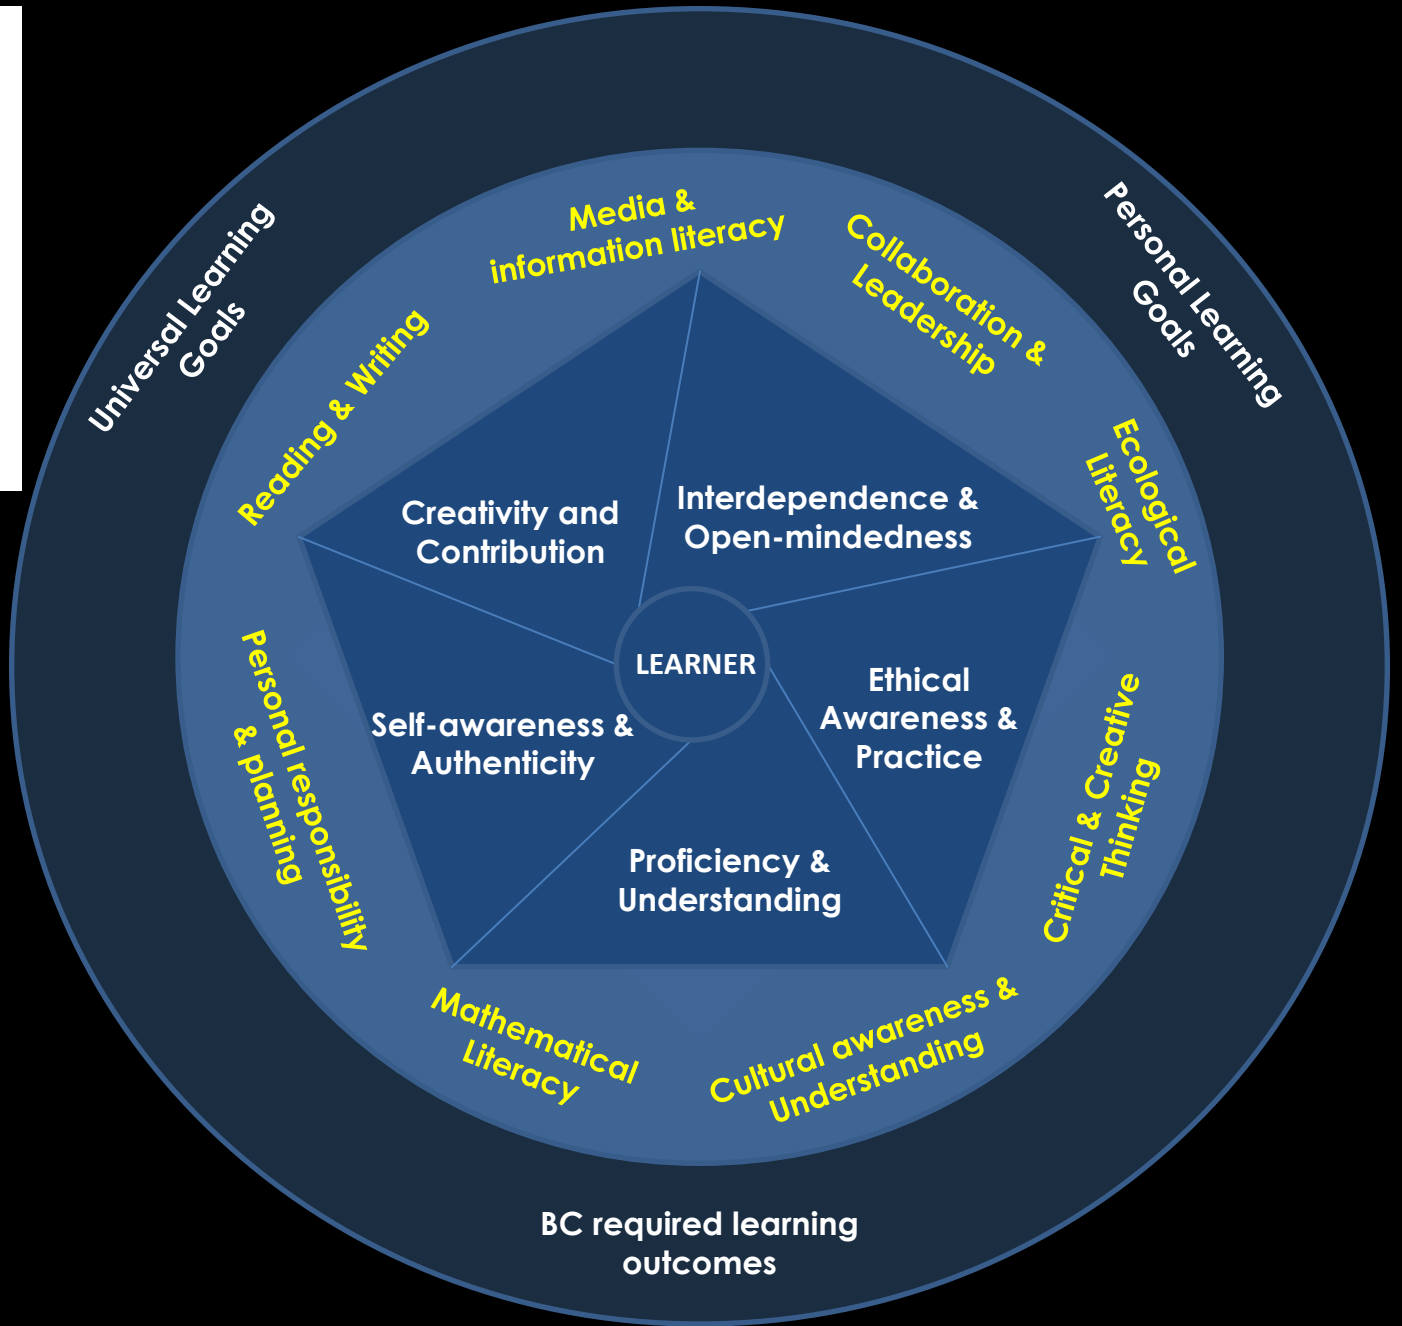 Universal Learning
Goals
Personal Learning
Goals
Media &
information literacy
Collaboration &
Leadership
Reading & Writing
Ecological
Literacy
Creativity and
Contribution
Interdependence &
Open-mindedness
LEARNER
Self-awareness &
Authenticity
Ethical
Awareness &
Practice
Proficiency &
Understanding
Personal responsibility
& planning
Critical & Creative
Thinking
Mathematical
Literacy
Cultural awareness &
Understanding
BC required learning
outcomes